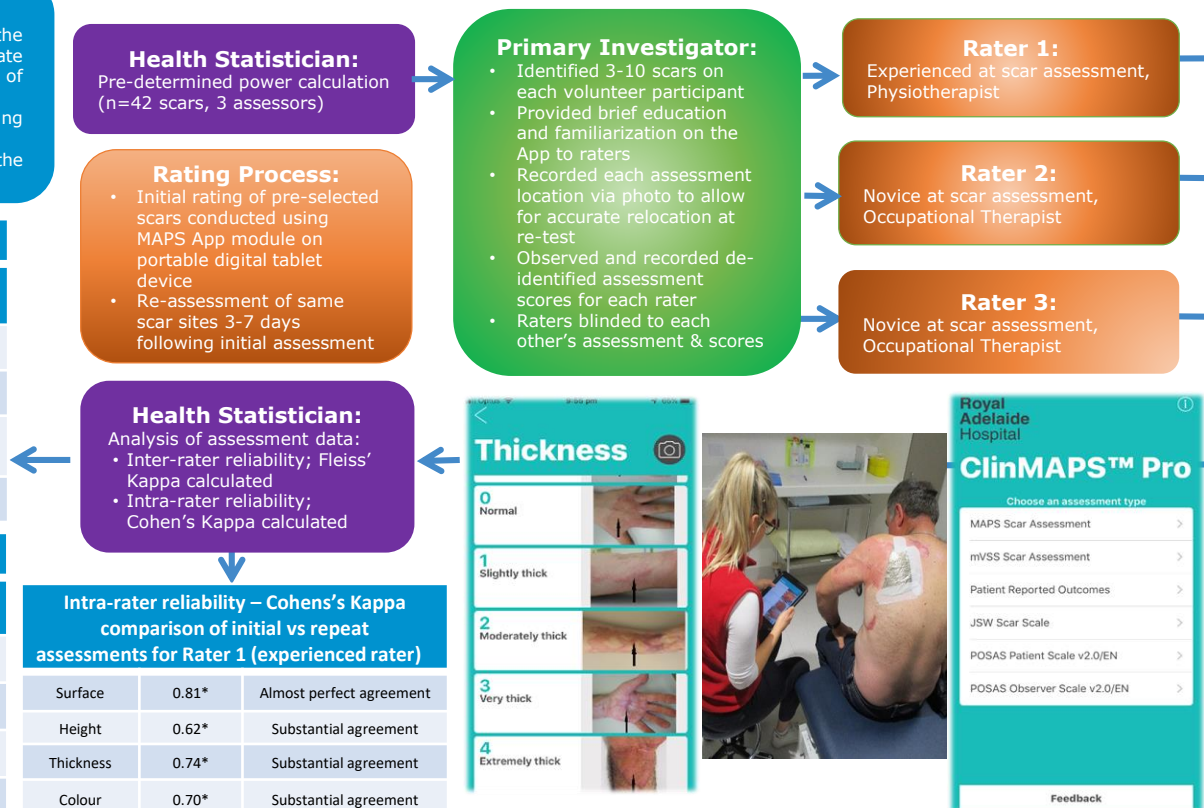 the
ate
of
ing
the
Health Statistician:
Pre-determined power calculation
(n=42 scars, 3 assessors)
Rating Process:
• Initial rating of pre-selected
scars conducted using
MAPS App module on
portable digital tablet
device
• Re-assessment of same
scar sites 3-7 days
following initial assessment
Primary Investigator:
• Identified 3-10 scars on
each volunteer participant
• Provided brief education
and familiarization on the
App to raters
• Recorded each assessment
location via photo to allow
for accurate relocation at
re-test
• Observed and recorded de-
identified assessment
scores for each rater
• Raters blinded to each
other's assessment & scores
Rater 1:
Experienced at scar assessment,
Physiotherapist
Rater 2:
Novice at scar assessment,
Occupational Therapist
Rater 3:
Novice at scar assessment,
Occupational Therapist
Health Statistician:
Analysis of assessment data:
• Inter-rater reliability; Fleiss'
Kappa calculated
• Intra-rater reliability;
Cohen's Kappa calculated
Intra-rater reliability – Cohens's Kappa
comparison of initial vs repeat
assessments for Rater 1 (experienced rater)
Surface 0.81* Almost perfect agreement
Height 0.62* Substantial agreement
Thickness 0.74* Substantial agreement
Colour 0.70* Substantial agreement
Thickness
0
Normal
1
Slightly thick
2
Moderately thick
3
Very thick
4
Extremely thick
Royal
Adelaide
Hospital
ClinMAPS™ Pro
Choose an assessment type
MAPS Scar Assessment
mVSS Scar Assessment
Patient Reported Outcomes
JSW Scar Scale
POSAS Patient Scale v2.0/EN
POSAS Observer Scale v2.0/EN
Feedback